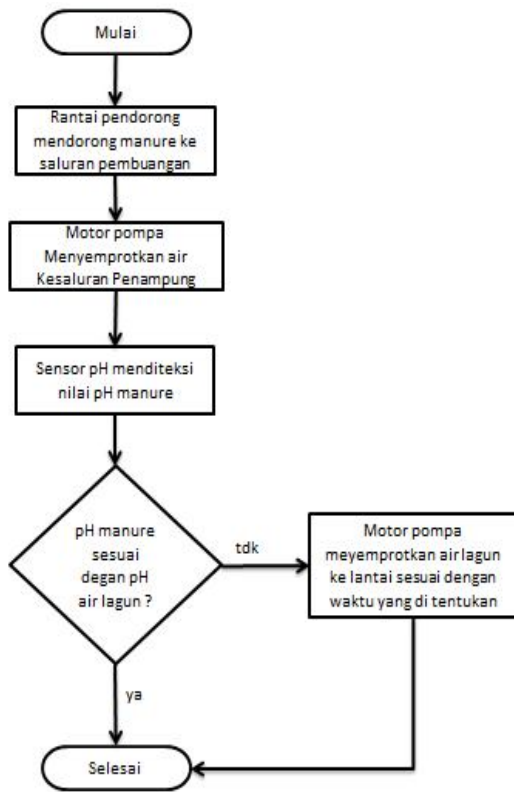 Mulai
Rantai pendorong
mendorong manure ke
saluran pembuangan
Motor pompa
Menyemprotkan air
Kesaluran Penampung
Sensor pH menditeksi
nilai pH manure
pH manure
sesuai
degan pH
air lagun ?
tdk
Motor pompa
meyemprotkan air lagun
ke lantai sesuai dengan
waktu yang di tentukan
ya
Selesai